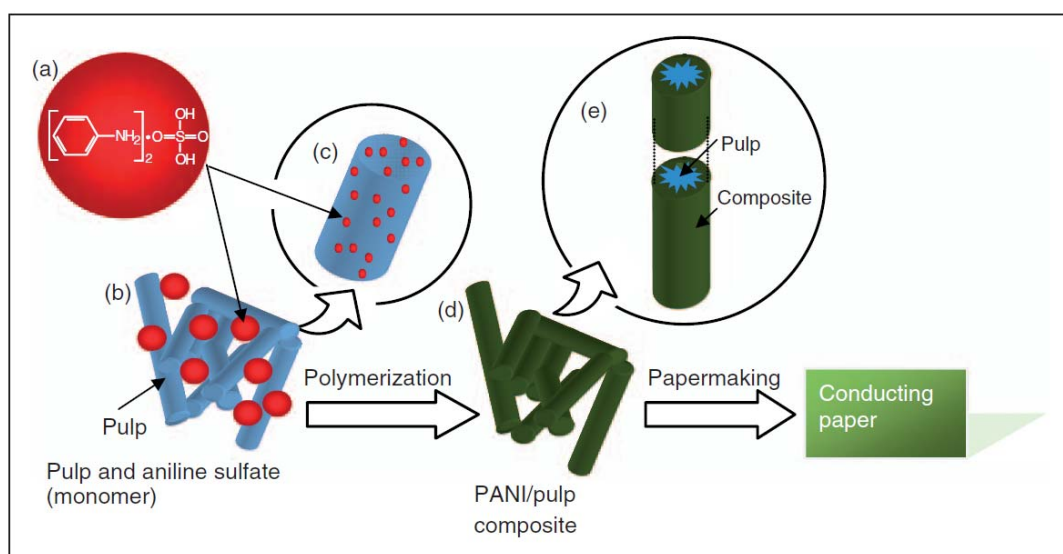 (a)
[C6H5-NH2]2 · O=S=O
OH
OH
(c)
(b)
Pulp
Pulp and aniline sulfate
(monomer)
Polymerization
(d)
PANI/pulp
composite
(e)
Pulp
Composite
Papermaking
Conducting
paper